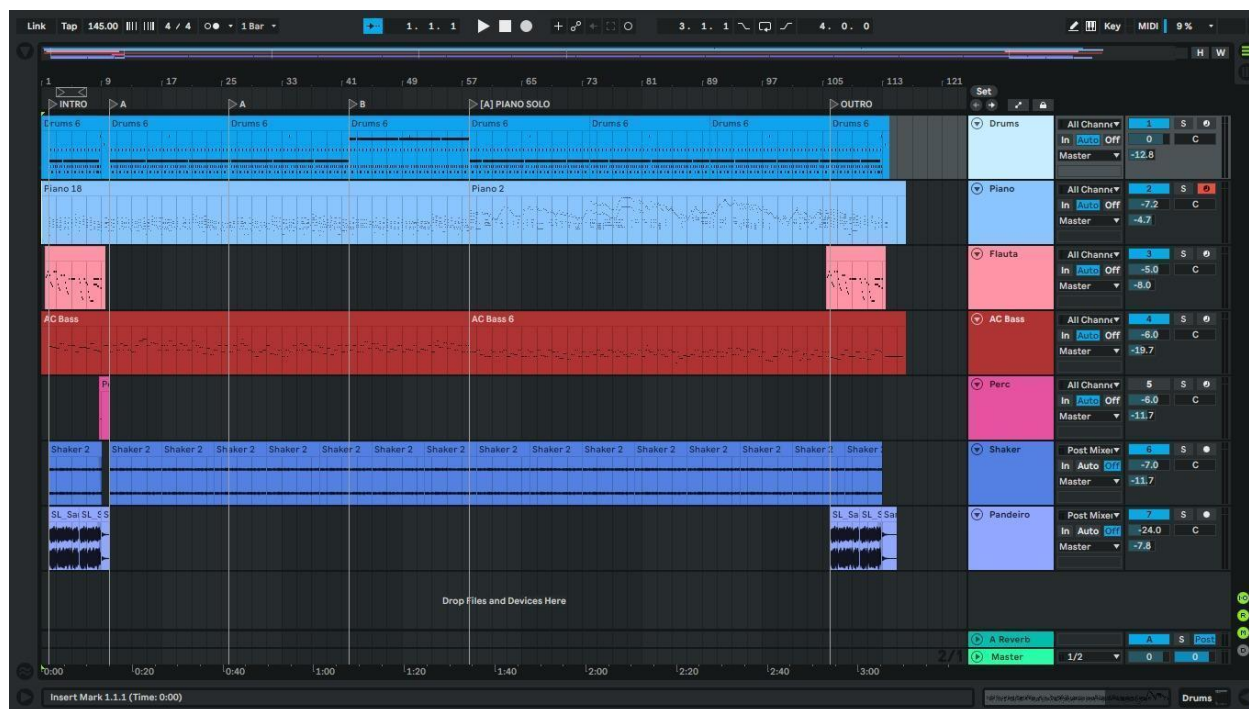 Link Tap 145.00 4 / 4 1 Bar 1. 1. 1 3. 1. 1 4. 0. 0 Key MIDI 9 %
H W
1 9 17 25 33 41 49 57 65 73 81 89 97 105 113 121
Set
INTRO A A B [A] PIANO SOLO OUTRO
Drums 6 Drums 6 Drums 6 Drums 6 Drums 6 Drums 6 Drums 6 Drums 6 Drums All Channe 1 S
In Auto Off 0 C
Master -12.8
Piano 18 Piano 2 Piano All Channe 2 S
In Auto Off -7.2 C
Master -4.7
Flauta All Channe 3 S
In Auto Off -5.0 C
Master -8.0
AC Bass AC Bass 6 AC Bass All Channe 4 S
In Auto Off -6.0 C
Master -19.7
Perc All Channe 5 S
In Auto Off -6.0 C
Master -11.7
Shaker 2 Shaker 2 Shaker 2 Shaker 2 Shaker 2 Shaker 2 Shaker 2 Shaker 2 Shaker 2 Shaker 2 Shaker 2 Shaker 2 Shaker 2 Shaker 2 Shaker 2 Shaker Shaker Post Mixer 6 S
In Auto Off -7.0 C
Master -11.7
SL_Sa SL_S S SL_Sa SL_S Sa Pandeiro Post Mixer 7 S
In Auto Off -24.0 C
Master -7.8
Drop Files and Devices Here
A Reverb A S Post
2/1 Master 1/2 0 0
0:00 0:20 0:40 1:00 1:20 1:40 2:00 2:20 2:40 3:00
Insert Mark 1.1.1 (Time: 0:00) Drums